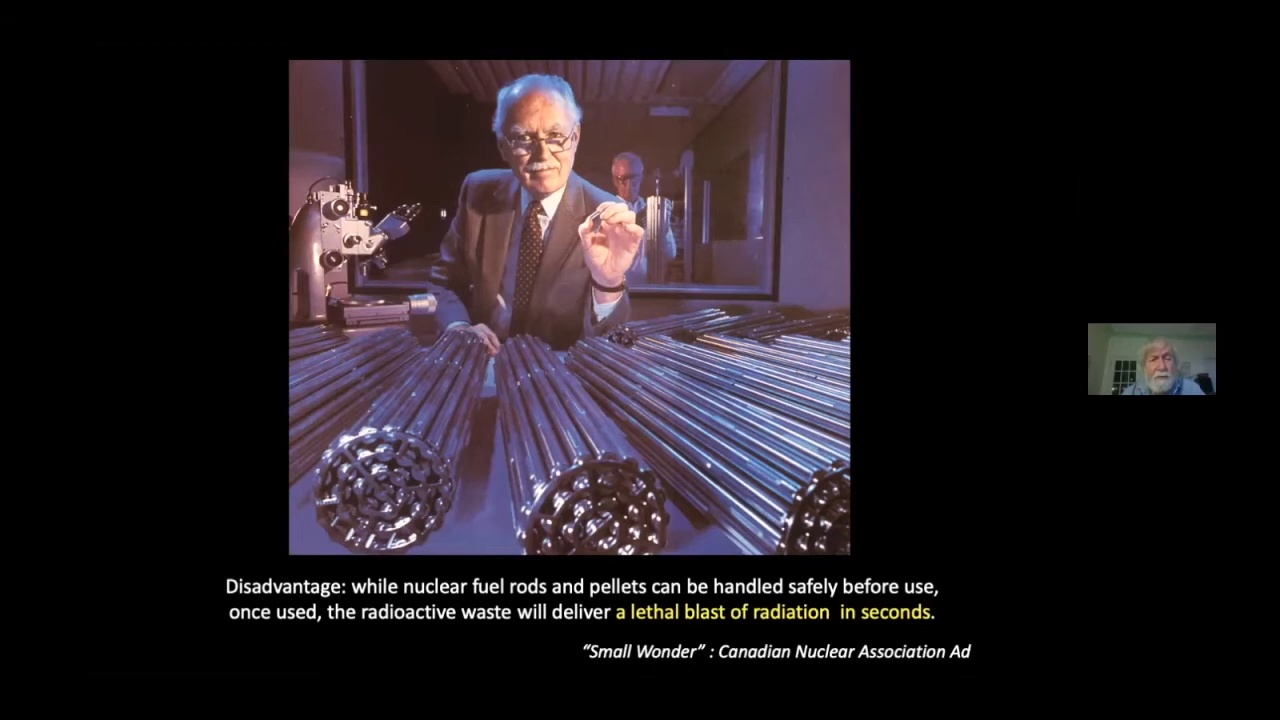 Disadvantage: while nuclear fuel rods and pellets can be handled safely before use,
once used, the radioactive waste will deliver a lethal blast of radiation in seconds.
“Small Wonder” : Canadian Nuclear Association Ad